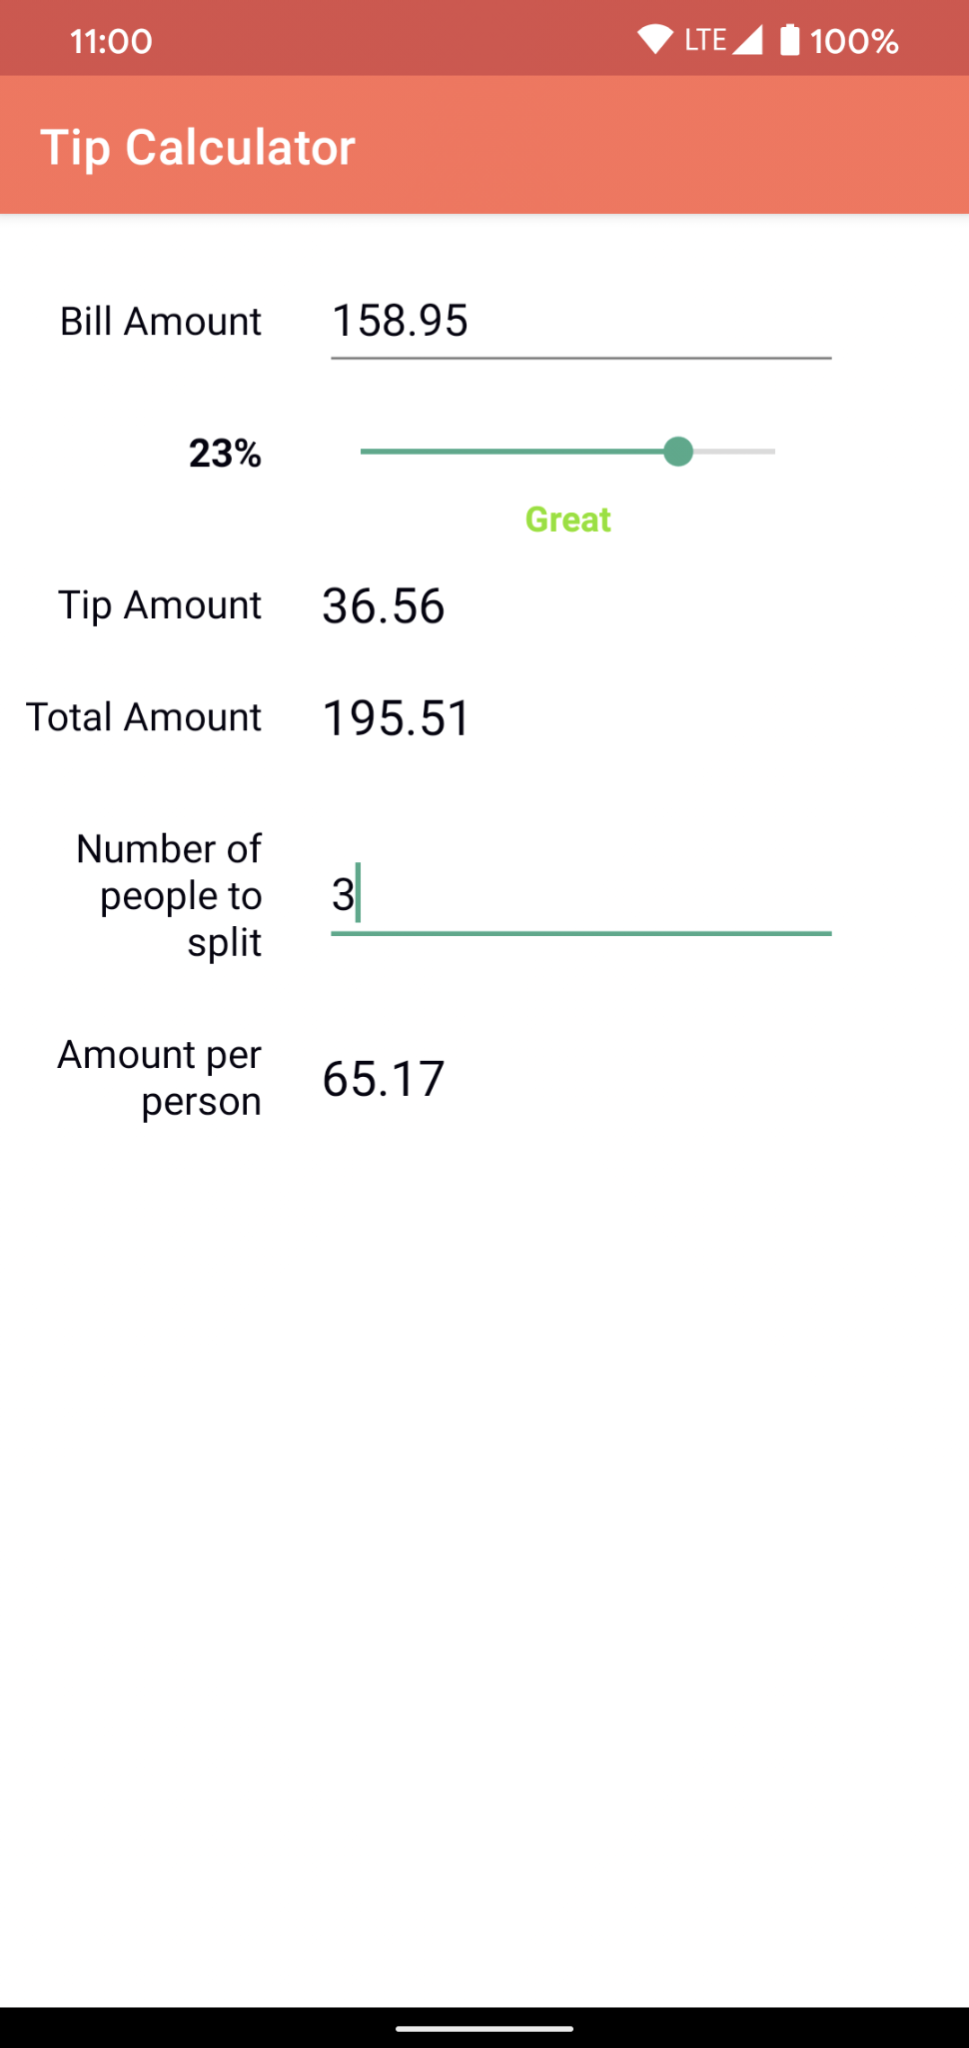 11:00 LTE 100%
Tip Calculator
Bill Amount 158.95
23%
Great
Tip Amount 36.56
Total Amount 195.51
Number of
people to
split
3
Amount per
person
65.17